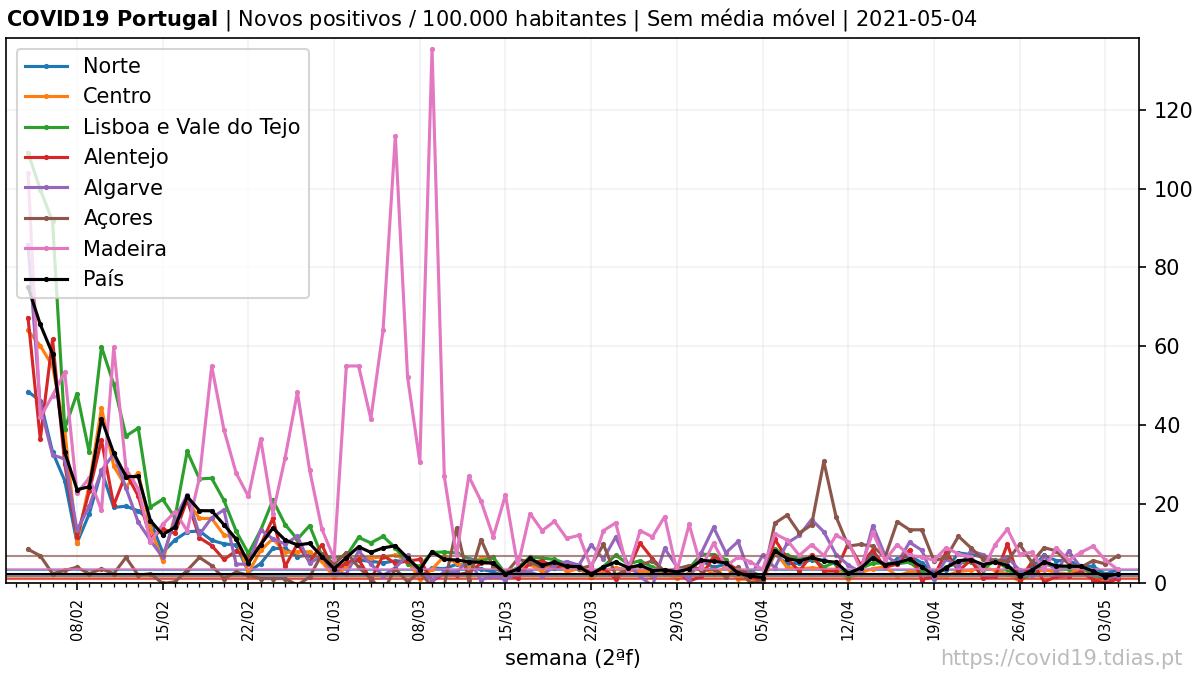 COVID19 Portugal | Novos positivos / 100.000 habitantes | Sem média móvel | 2021-05-04
Norte
Centro
Lisboa e Vale do Tejo
Alentejo
Algarve
Açores
Madeira
País
120
100
80
60
40
20
0
08/02
15/02
22/02
01/03
08/03
15/03
22/03
29/03
05/04
12/04
19/04
26/04
03/05
semana (2ªf)
https://covid19.tdias.pt